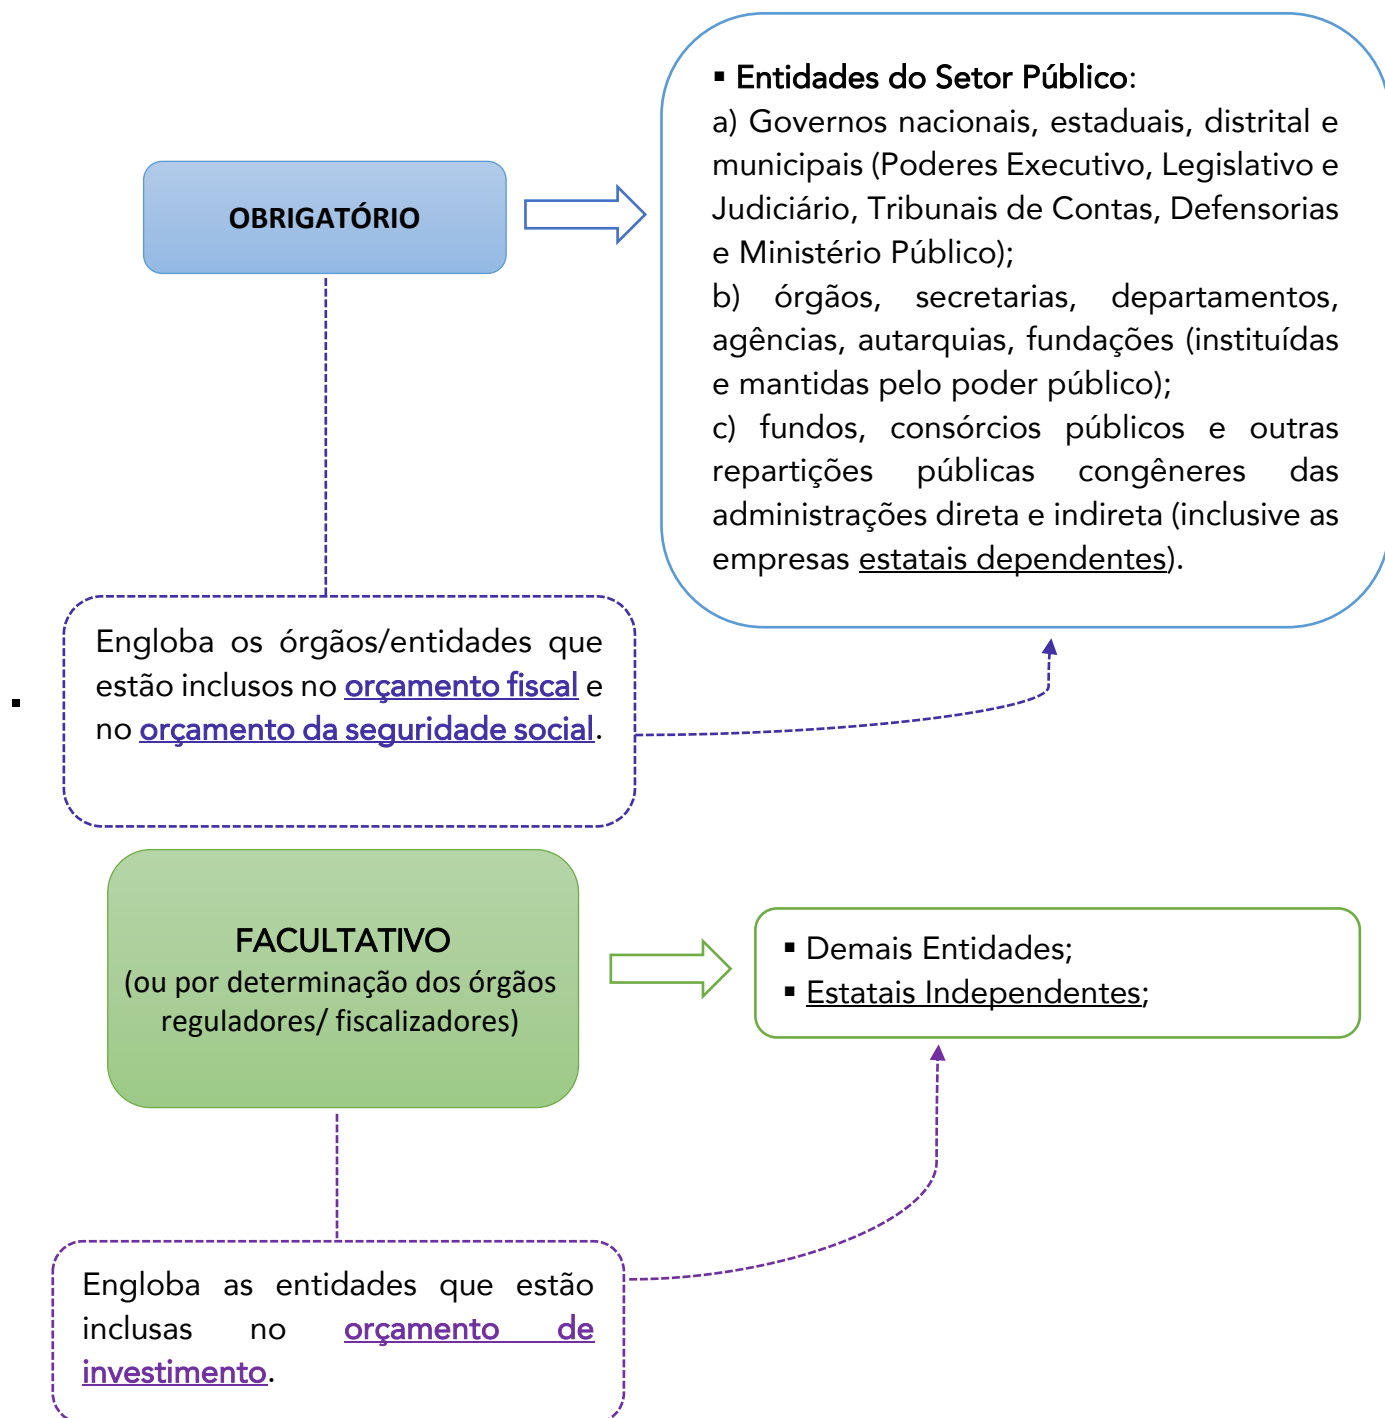 OBRIGATÓRIO
▪ Entidades do Setor Público:
a) Governos nacionais, estaduais, distrital e
municipais (Poderes Executivo, Legislativo e
Judiciário, Tribunais de Contas, Defensorias
e Ministério Público);
b) órgãos, secretarias, departamentos,
agências, autarquias, fundações (instituídas
e mantidas pelo poder público);
c) fundos, consórcios públicos e outras
repartições públicas congêneres das
administrações direta e indireta (inclusive as
empresas estatais dependentes).
Engloba os órgãos/entidades que
estão inclusos no orçamento fiscal e
no orçamento da seguridade social.
▪
FACULTATIVO
(ou por determinação dos órgãos
reguladores/ fiscalizadores)
▪ Demais Entidades;
▪ Estatais Independentes;
Engloba as entidades que estão
inclusas no orçamento de
investimento.